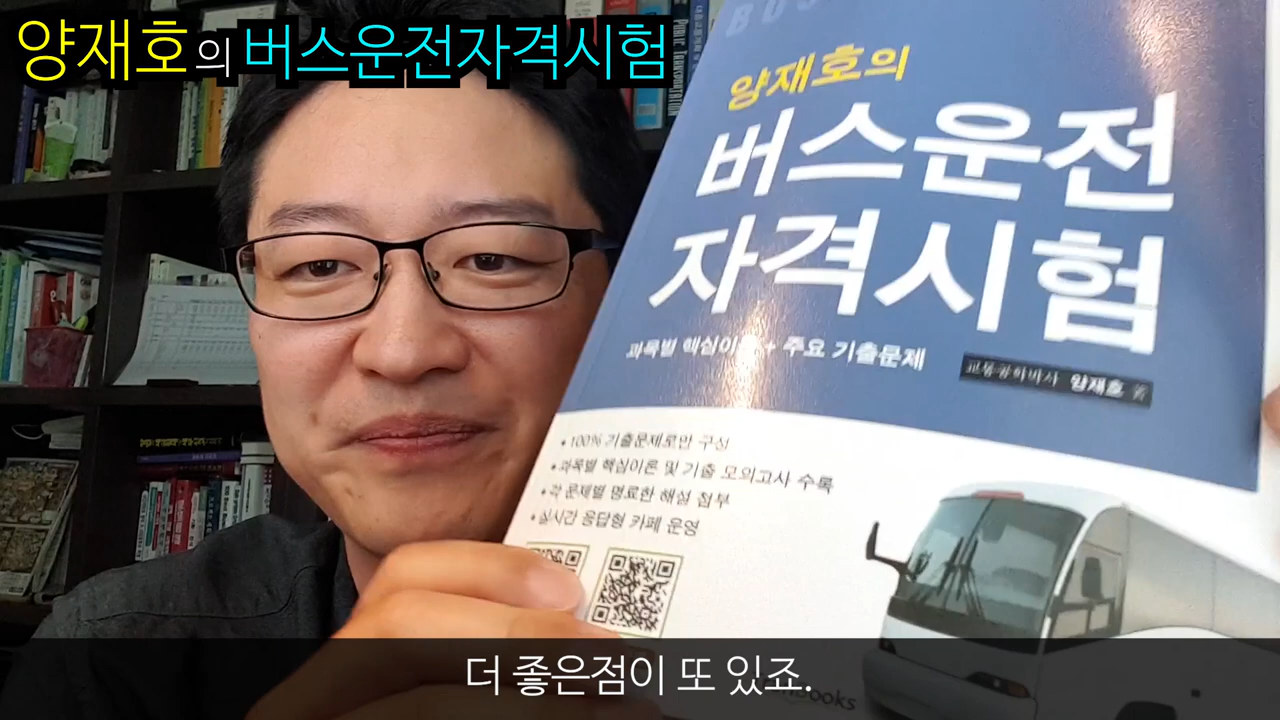 양재호의 버스운전자격시험
PUBLIC TRANSPORTATION
BUS
양재호의
버스운전
자격시험
과목별 핵심이론 + 주요 기출문제
교통공학박사 양재호 著
• 100% 기출문제로만 구성
• 과목별 핵심이론 및 기출 모의고사 수록
• 각 문제별 명료한 해설 첨부
• 실시간 응답형 카페 운영
더 좋은점이 또 있죠.